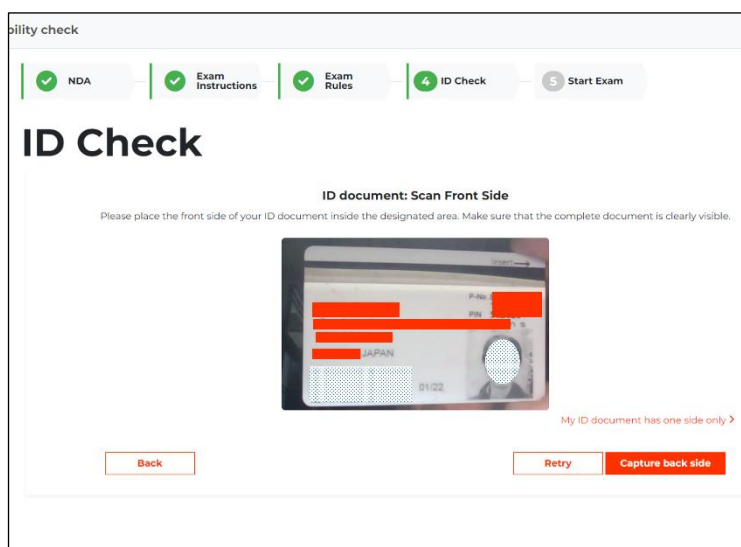 bility check
NDA
Exam
Instructions
Exam
Rules
4 ID Check
5 Start Exam
ID Check
ID document: Scan Front Side
Please place the front side of your ID document inside the designated area. Make sure that the complete document is clearly visible.
Insert→
P-No.
PIN
JAPAN
01/22
My ID document has one side only >
Back
Retry
Capture back side